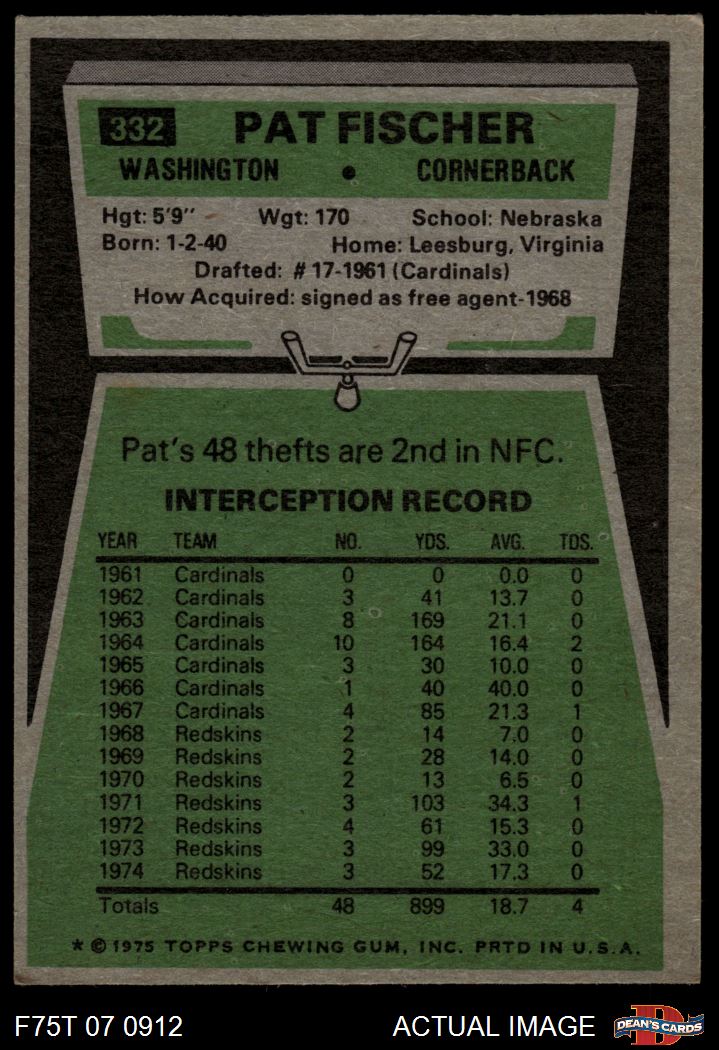 332 PAT FISCHER
WASHINGTON • CORNERBACK
Hgt: 5'9" Wgt: 170 School: Nebraska
Born: 1-2-40 Home: Leesburg, Virginia
Drafted: # 17-1961 (Cardinals)
How Acquired: signed as free agent-1968
Pat's 48 thefts are 2nd in NFC.
INTERCEPTION RECORD
YEAR TEAM NO. YDS. AVG. TDS.
1961 Cardinals 0 0 0.0 0
1962 Cardinals 3 41 13.7 0
1963 Cardinals 8 169 21.1 0
1964 Cardinals 10 164 16.4 2
1965 Cardinals 3 30 10.0 0
1966 Cardinals 1 40 40.0 0
1967 Cardinals 4 85 21.3 1
1968 Redskins 2 14 7.0 0
1969 Redskins 2 28 14.0 0
1970 Redskins 2 13 6.5 0
1971 Redskins 3 103 34.3 1
1972 Redskins 4 61 15.3 0
1973 Redskins 3 99 33.0 0
1974 Redskins 3 52 17.3 0
Totals 48 899 18.7 4
* © 1975 TOPPS CHEWING GUM, INC. PRTD IN U.S.A.
F75T 07 0912 ACTUAL IMAGE D DEAN'S CARDS